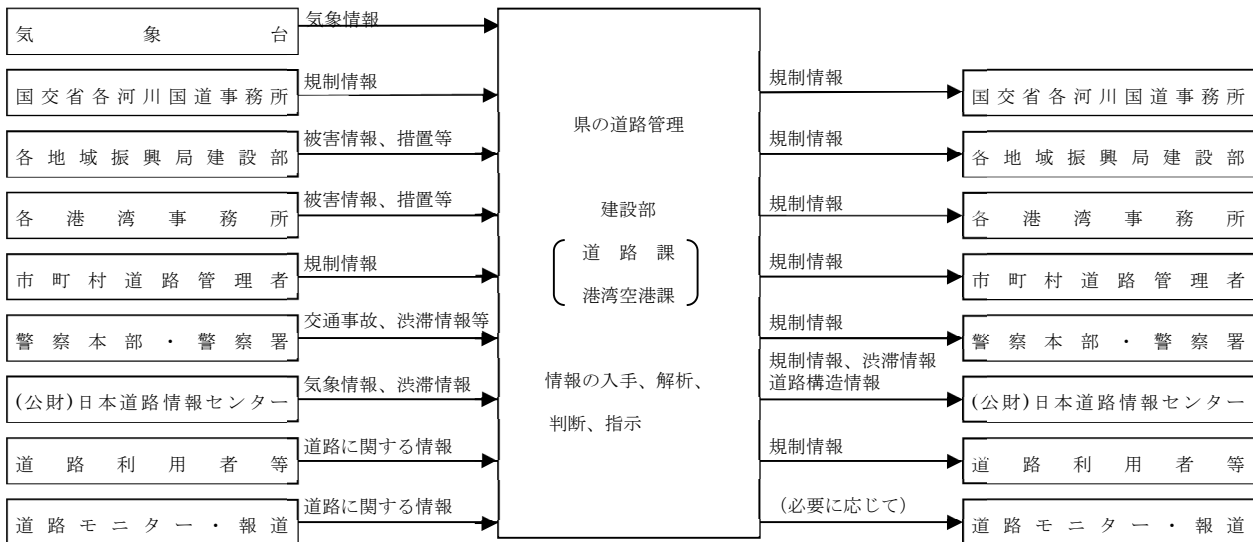 気象台
気象情報
国交省各河川国道事務所
規制情報
各地域振興局建設部
被害情報、措置等
各港湾事務所
被害情報、措置等
市町村道路管理者
規制情報
警察本部・警察署
交通事故、渋滞情報等
(公財)日本道路情報センター
気象情報、渋滞情報
道路利用者等
道路に関する情報
道路モニター・報道
道路に関する情報
県の道路管理
建設部
道路課
港湾空港課
情報の入手、解析、
判断、指示
規制情報
国交省各河川国道事務所
規制情報
各地域振興局建設部
規制情報
各港湾事務所
規制情報
市町村道路管理者
規制情報
警察本部・警察署
規制情報、渋滞情報
道路構造情報
(公財)日本道路情報センター
規制情報
道路利用者等
（必要に応じて）
道路モニター・報道